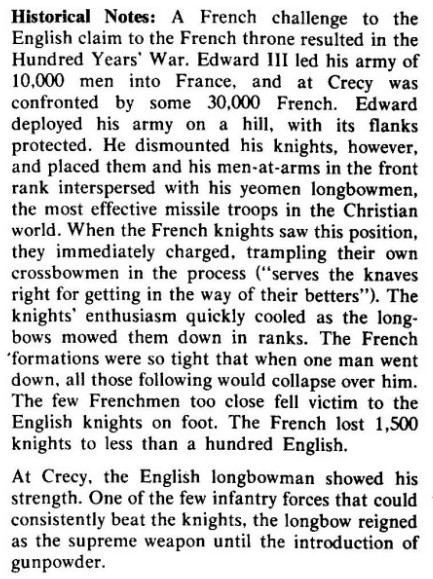 Historical Notes: A French challenge to the
English claim to the French throne resulted in the
Hundred Years' War. Edward III led his army of
10,000 men into France, and at Crecy was
confronted by some 30,000 French. Edward
deployed his army on a hill, with its flanks
protected. He dismounted his knights, however,
and placed them and his men-at-arms in the front
rank interspersed with his yeomen longbowmen,
the most effective missile troops in the Christian
world. When the French knights saw this position,
they immediately charged, trampling their own
crossbowmen in the process ("serves the knaves
right for getting in the way of their betters"). The
knights' enthusiasm quickly cooled as the long-
bows mowed them down in ranks. The French
formations were so tight that when one man went
down, all those following would collapse over him.
The few Frenchmen too close fell victim to the
English knights on foot. The French lost 1,500
knights to less than a hundred English.
At Crecy, the English longbowman showed his
strength. One of the few infantry forces that could
consistently beat the knights, the longbow reigned
as the supreme weapon until the introduction of
gunpowder.